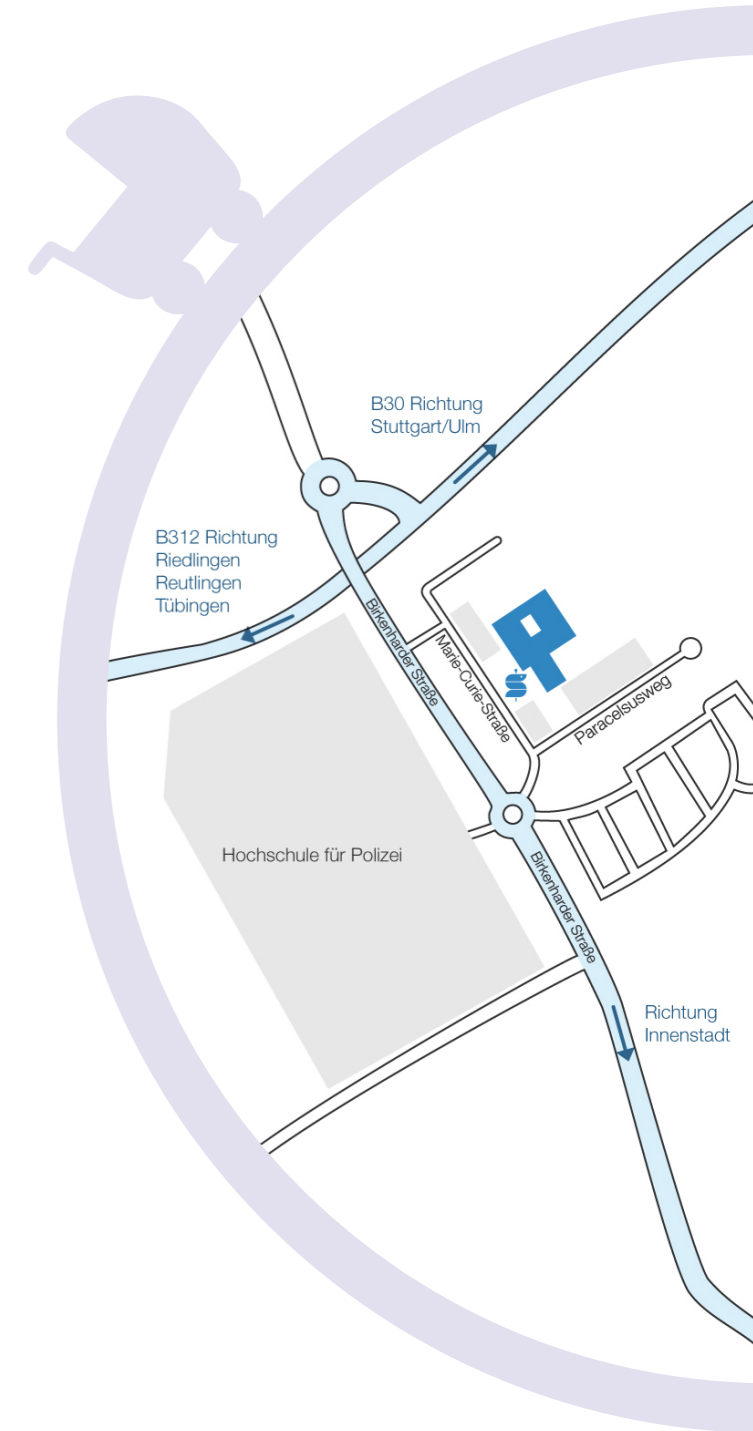 B30 Richtung
Stuttgart/Ulm
B312 Richtung
Riedlingen
Reutlingen
Tübingen
Birkenharder Straße
Marie-Curie-Straße
Paracelsusweg
Hochschule für Polizei
Birkenharder Straße
Richtung
Innenstadt